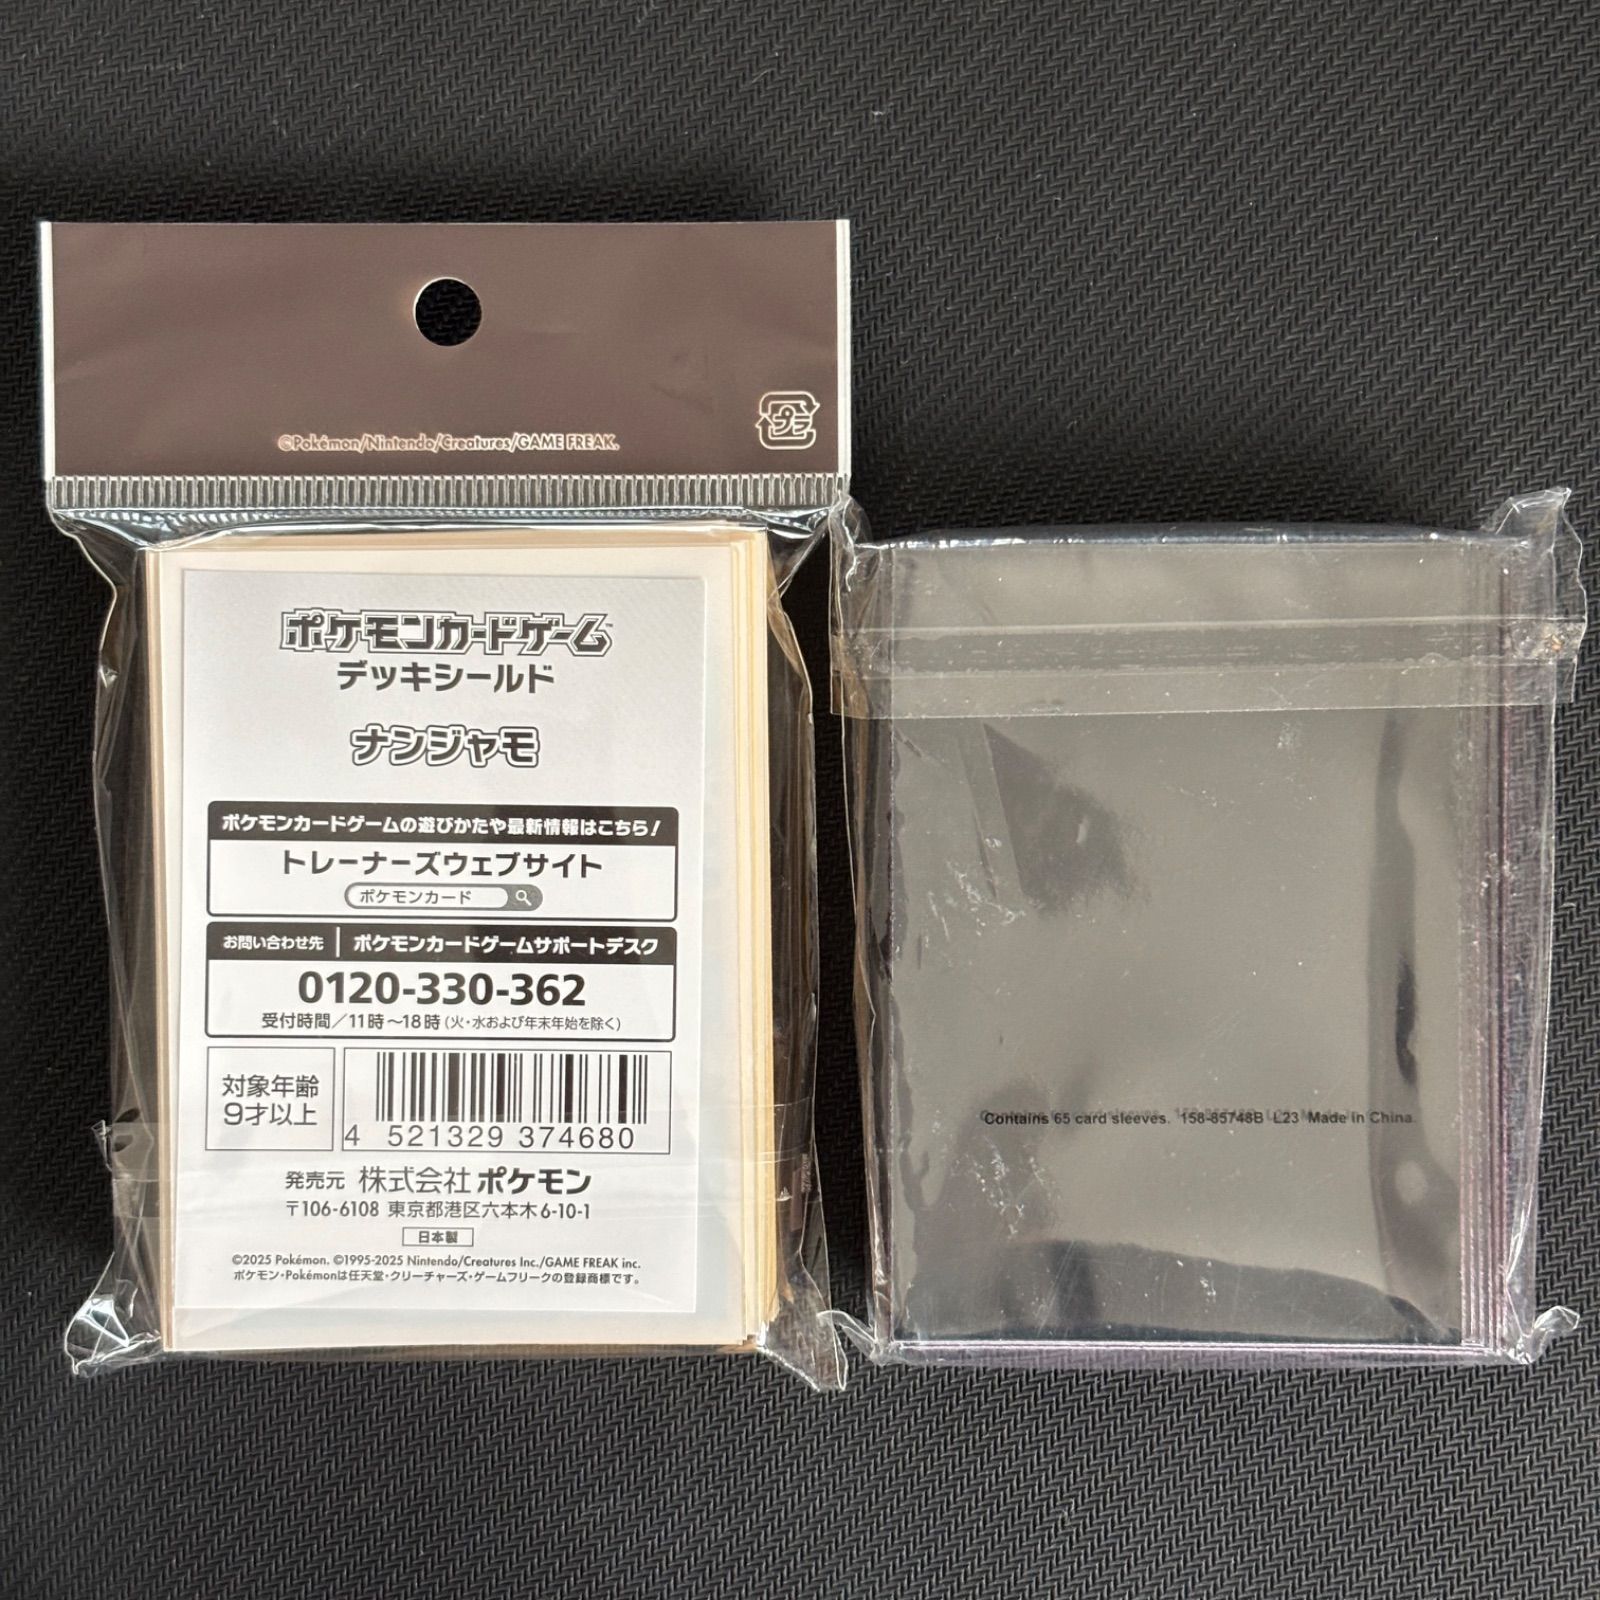 ©Pokémon/Nintendo/Creatures/GAME FREAK.
プラ
ポケモンカードゲーム™
デッキシールド
ナンジャモ
ポケモンカードゲームの遊びかたや最新情報はこちら!
トレーナーズウェブサイト
ポケモンカード
お問い合わせ先 ポケモンカードゲームサポートデスク
0120-330-362
受付時間/11時~18時(火・水および年末年始を除く)
対象年齢
9才以上
4 521329 374680
発売元 株式会社 ポケモン
〒106-6108 東京都港区六本木6-10-1
日本製
©2025 Pokémon. ©1995-2025 Nintendo/Creatures Inc./GAME FREAK inc.
ポケモン・Pokémonは任天堂・クリーチャーズ・ゲームフリークの登録商標です。
Contains 65 card sleeves. 158-85748B L23 Made in China.